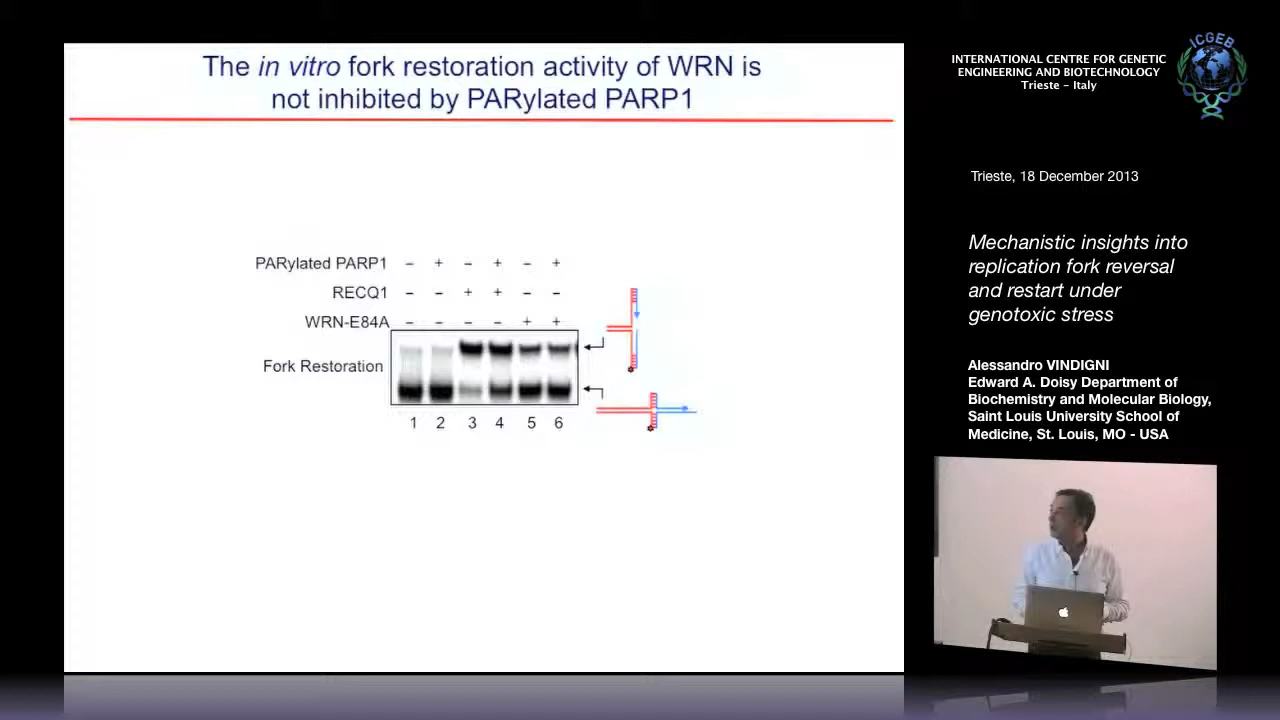 The in vitro fork restoration activity of WRN is
not inhibited by PARylated PARP1
PARylated PARP1 – + – + – +
RECQ1 – – + + – –
WRN-E84A – – – – + +
Fork Restoration
1 2 3 4 5 6
ICGEB
INTERNATIONAL CENTRE FOR GENETIC
ENGINEERING AND BIOTECHNOLOGY
Trieste – Italy
Trieste, 18 December 2013
Mechanistic insights into
replication fork reversal
and restart under
genotoxic stress
Alessandro VINDIGNI
Edward A. Doisy Department of
Biochemistry and Molecular Biology,
Saint Louis University School of
Medicine, St. Louis, MO - USA